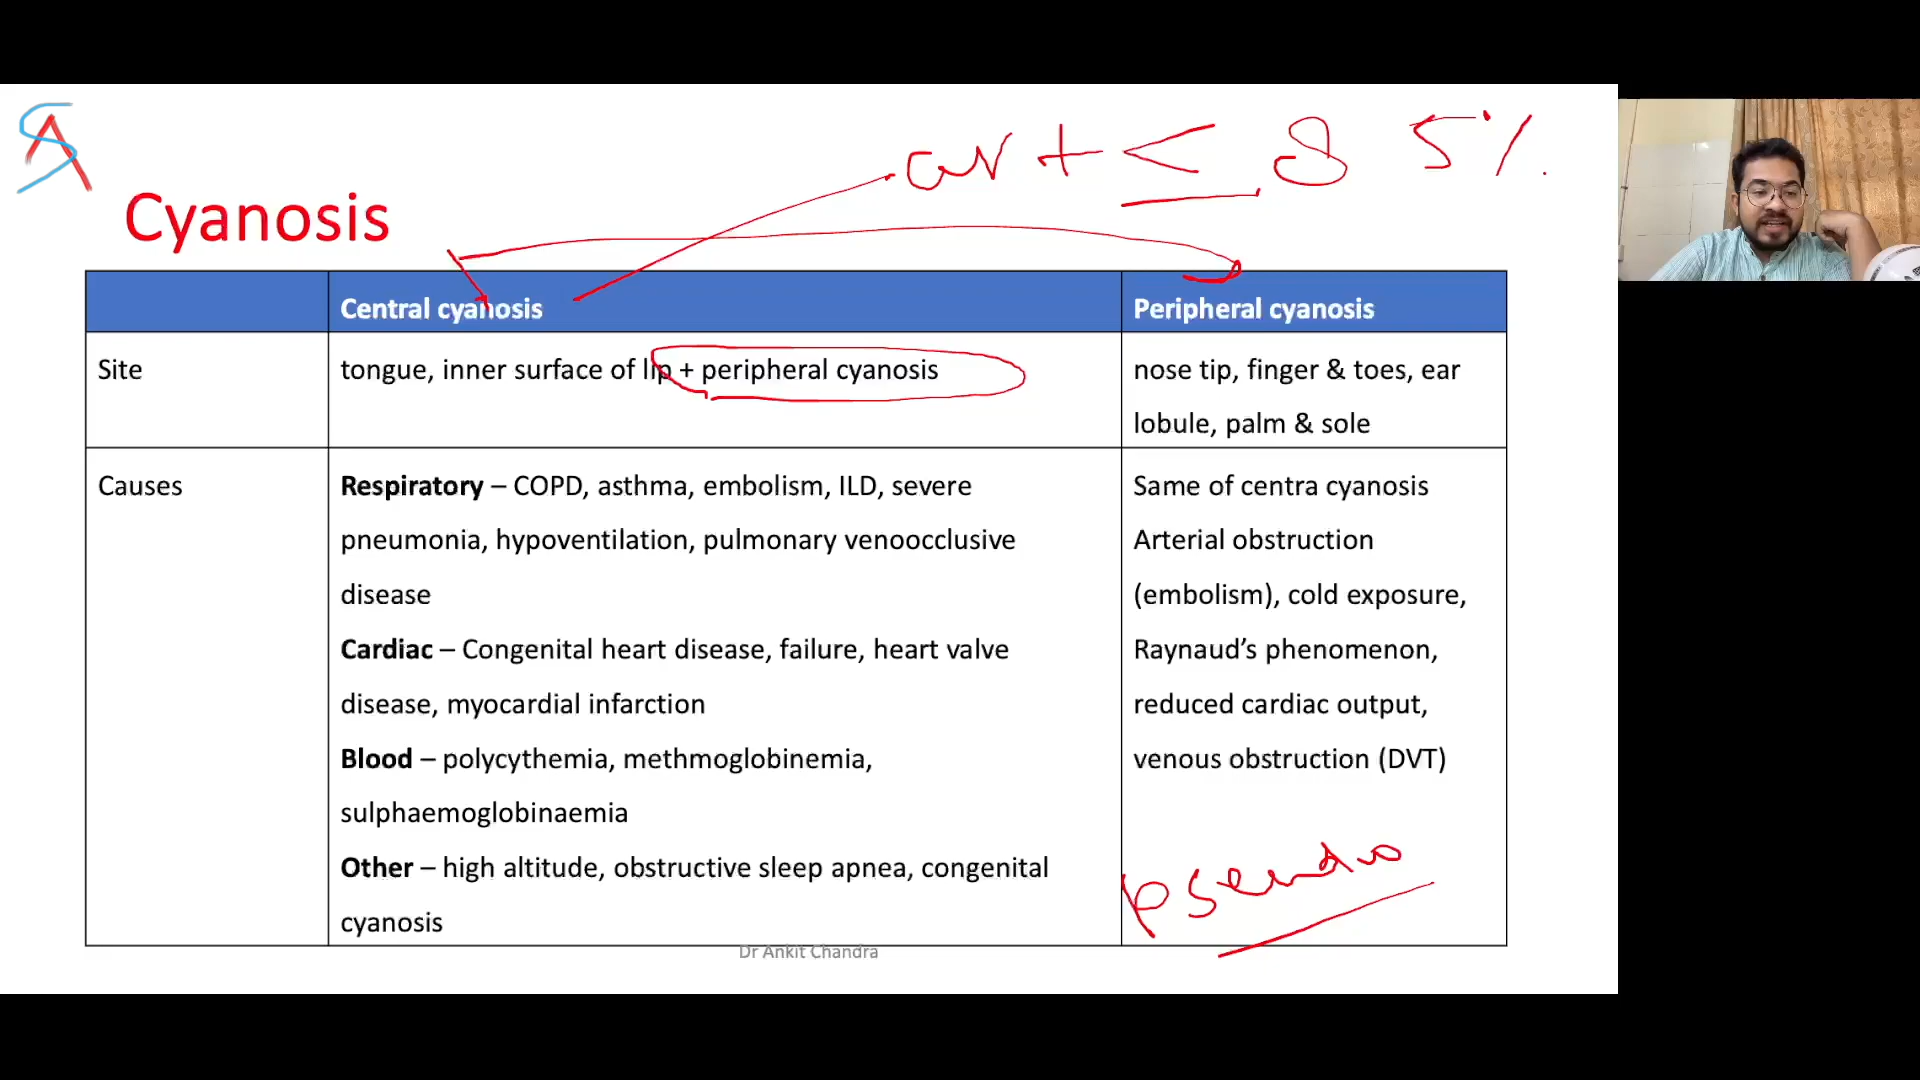 SA
art < 85%
Cyanosis
Central cyanosis
Peripheral cyanosis
Site
tongue, inner surface of lip + peripheral cyanosis
nose tip, finger & toes, ear
lobule, palm & sole
Causes
Respiratory – COPD, asthma, embolism, ILD, severe
pneumonia, hypoventilation, pulmonary venoocclusive
disease
Cardiac – Congenital heart disease, failure, heart valve
disease, myocardial infarction
Blood – polycythemia, methmoglobinemia,
sulphaemoglobinaemia
Other – high altitude, obstructive sleep apnea, congenital
cyanosis
Same of centra cyanosis
Arterial obstruction
(embolism), cold exposure,
Raynaud’s phenomenon,
reduced cardiac output,
venous obstruction (DVT)
pseudo
Dr Ankit Chandra